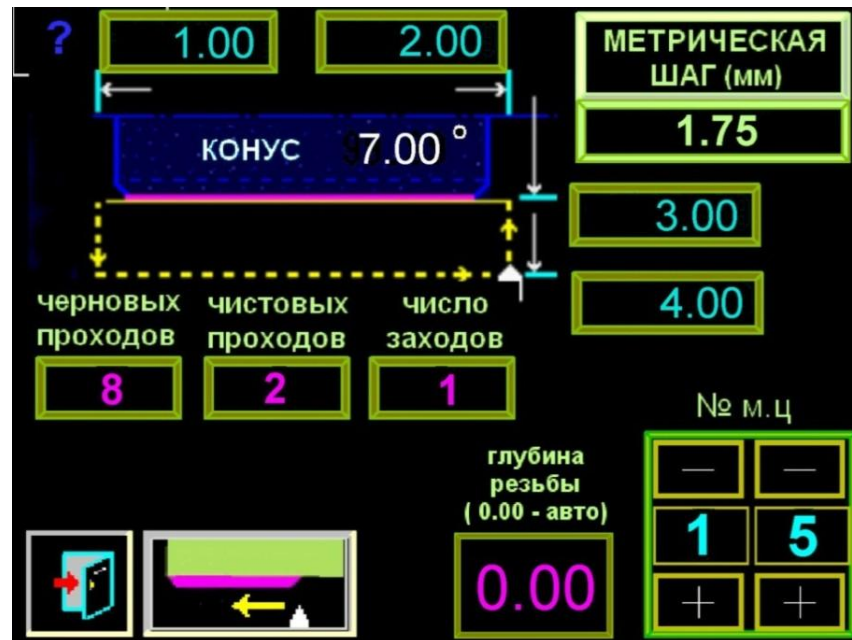 ?
1.00
2.00
МЕТРИЧЕСКАЯ
ШАГ (мм)
1.75
КОНУС 7.00 °
3.00
4.00
черновых
проходов
чистовых
проходов
число
заходов
8
2
1
№ м.ц
глубина
резьбы
( 0.00 - авто)
0.00
— —
1 5
+ +